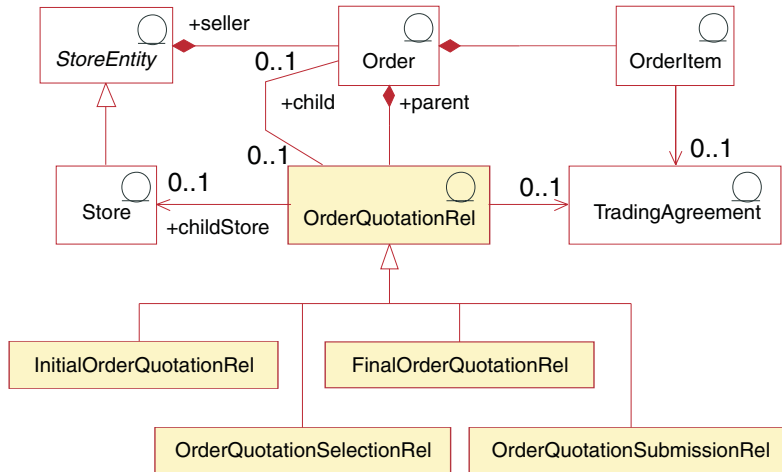 +seller
StoreEntity
Order
OrderItem
0..1
+child
+parent
0..1
0..1
0..1
0..1
Store
OrderQuotationRel
TradingAgreement
+childStore
InitialOrderQuotationRel
FinalOrderQuotationRel
OrderQuotationSelectionRel
OrderQuotationSubmissionRel